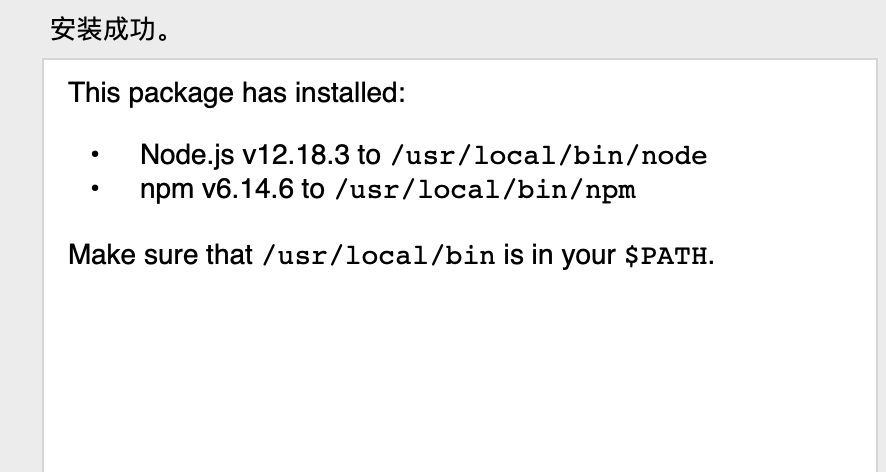 安装成功。
This package has installed:
• Node.js v12.18.3 to /usr/local/bin/node
• npm v6.14.6 to /usr/local/bin/npm
Make sure that /usr/local/bin is in your $PATH.